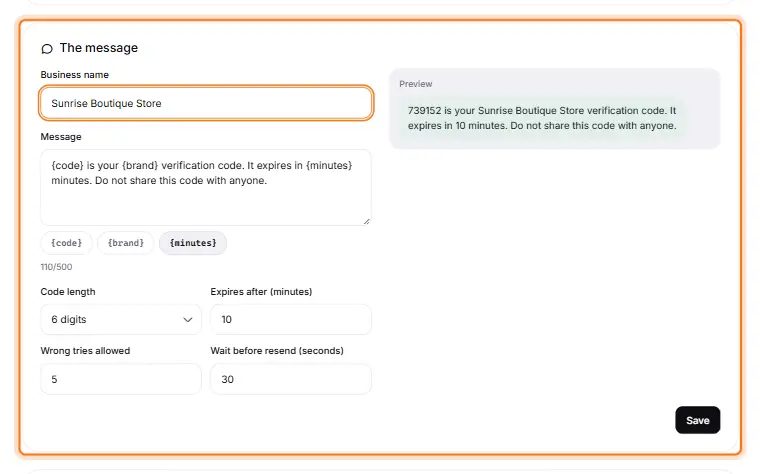 The message
Business name
Sunrise Boutique Store
Message
{code} is your {brand} verification code. It expires in {minutes}
minutes. Do not share this code with anyone.
{code} {brand} {minutes}
110/500
Code length Expires after (minutes)
6 digits 10
Wrong tries allowed Wait before resend (seconds)
5 30
Preview
739152 is your Sunrise Boutique Store verification code. It
expires in 10 minutes. Do not share this code with anyone.
Save